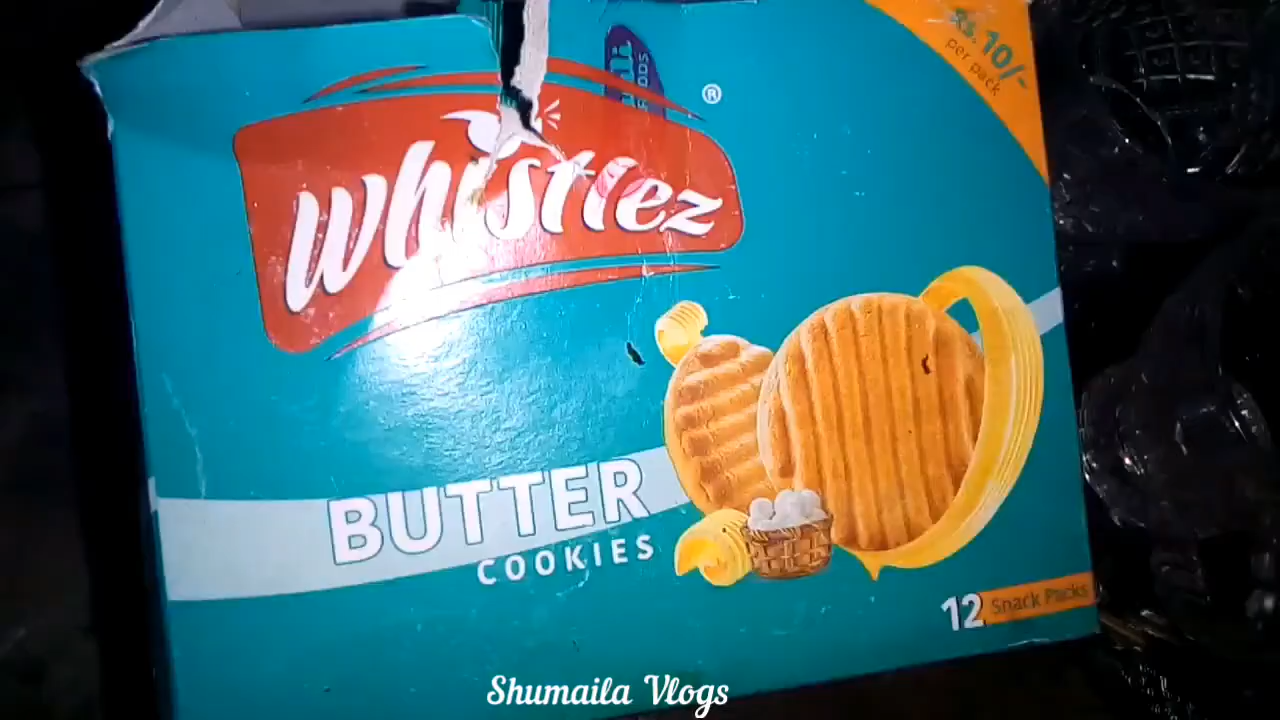 Rs. 10/-
per pack
whistlez
®
BUTTER
COOKIES
12 Snack Packs
Shumaila Vlogs